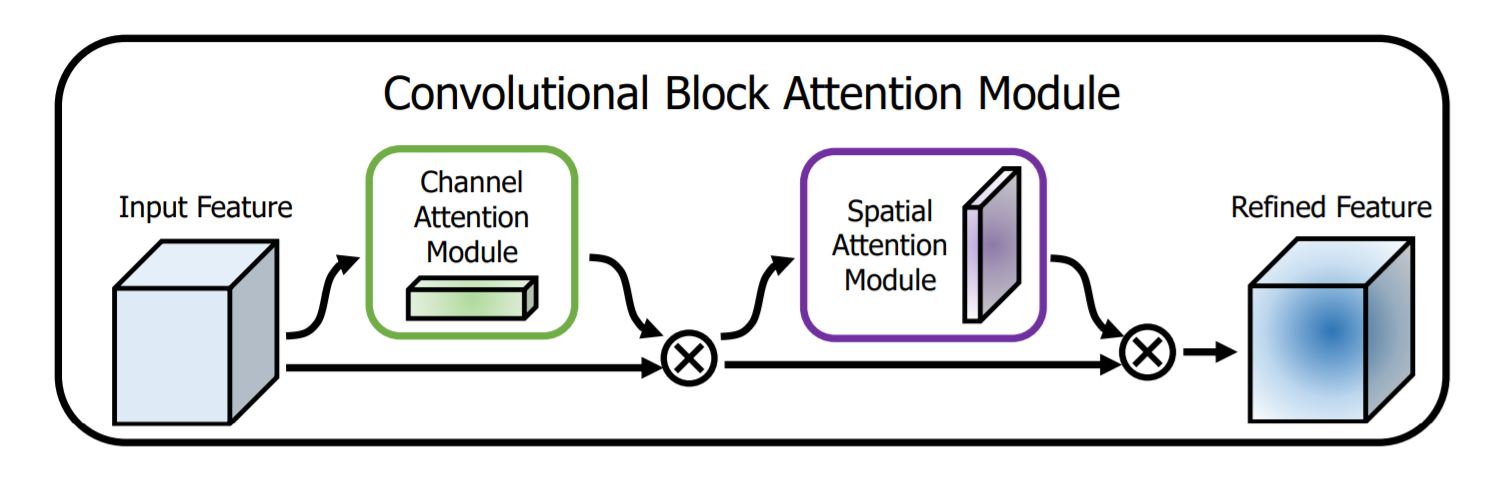 Convolutional Block Attention Module
Input Feature
Channel
Attention
Module
Spatial
Attention
Module
Refined Feature